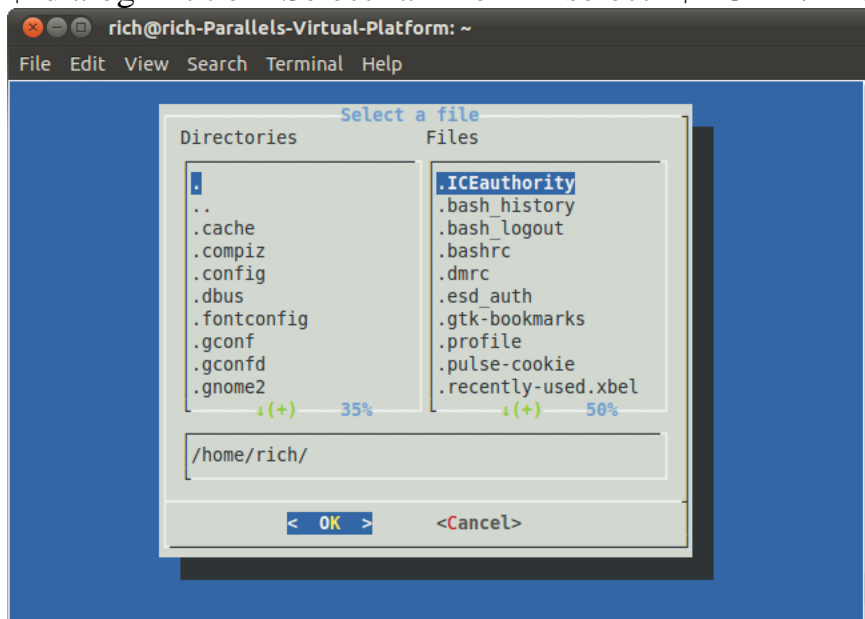 rich@rich-Parallels-Virtual-Platform: ~
File Edit View Search Terminal Help
Select a file
Directories Files
. .ICEauthority
.. .bash_history
.cache .bash_logout
.compiz .bashrc
.config .dmrc
.dbus .esd_auth
.fontconfig .gtk-bookmarks
.gconf .profile
.gconfd .pulse-cookie
.gnome2 .recently-used.xbel
↓(+) 35% ↓(+) 50%
/home/rich/
< OK > <Cancel>